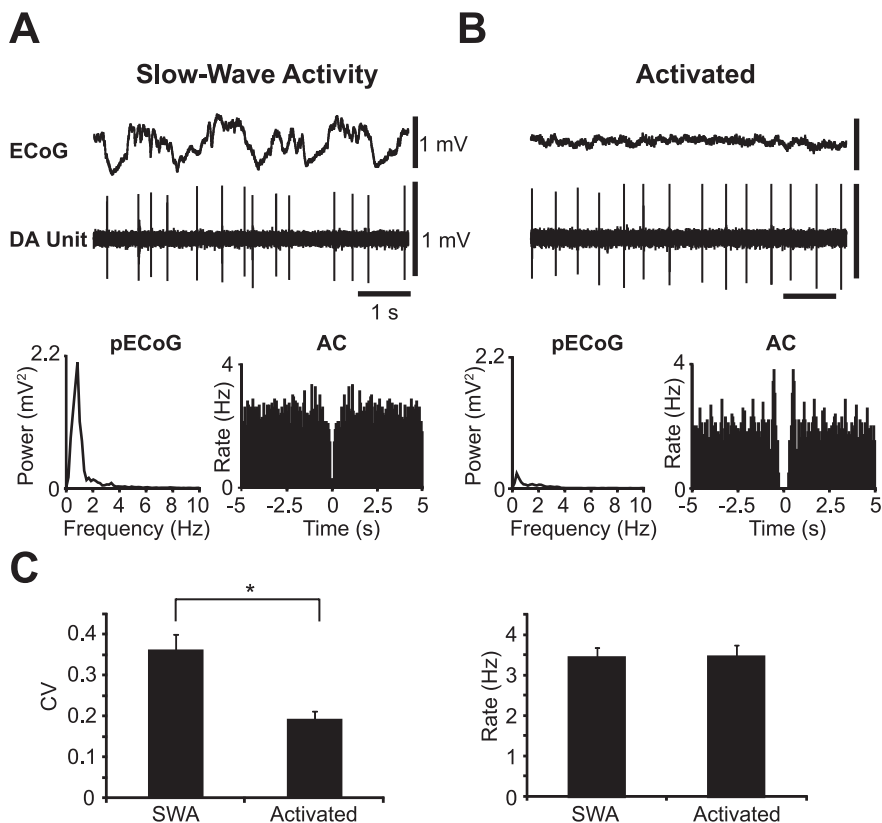 A
B
Slow-Wave Activity
Activated
ECoG
1 mV
DA Unit
1 mV
1 s
pECoG
AC
pECoG
AC
2.2
0
Power (mV²)
0 2 4 6 8 10
Frequency (Hz)
4
0
Rate (Hz)
-5 -2.5 0 2.5 5
Time (s)
2.2
0
Power (mV²)
0 2 4 6 8 10
Frequency (Hz)
4
0
Rate (Hz)
-5 -2.5 0 2.5 5
Time (s)
C
*
0.4
0.3
0.2
0.1
0
CV
SWA
Activated
4
3
2
1
0
Rate (Hz)
SWA
Activated